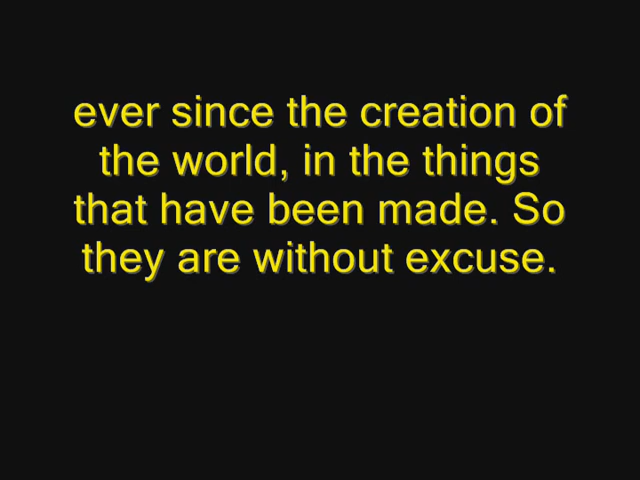 ever since the creation of
the world, in the things
that have been made. So
they are without excuse.